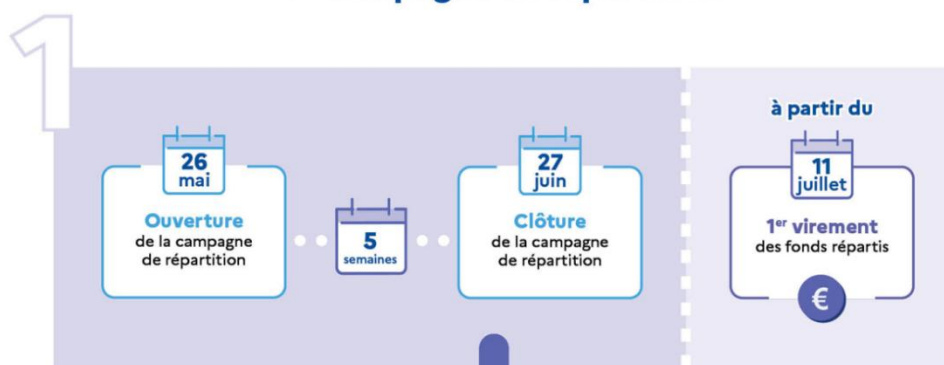 1
26
mai
Ouverture
de la campagne
de répartition
5
semaines
27
juin
Clôture
de la campagne
de répartition
à partir du
11
juillet
1er virement
des fonds répartis
€